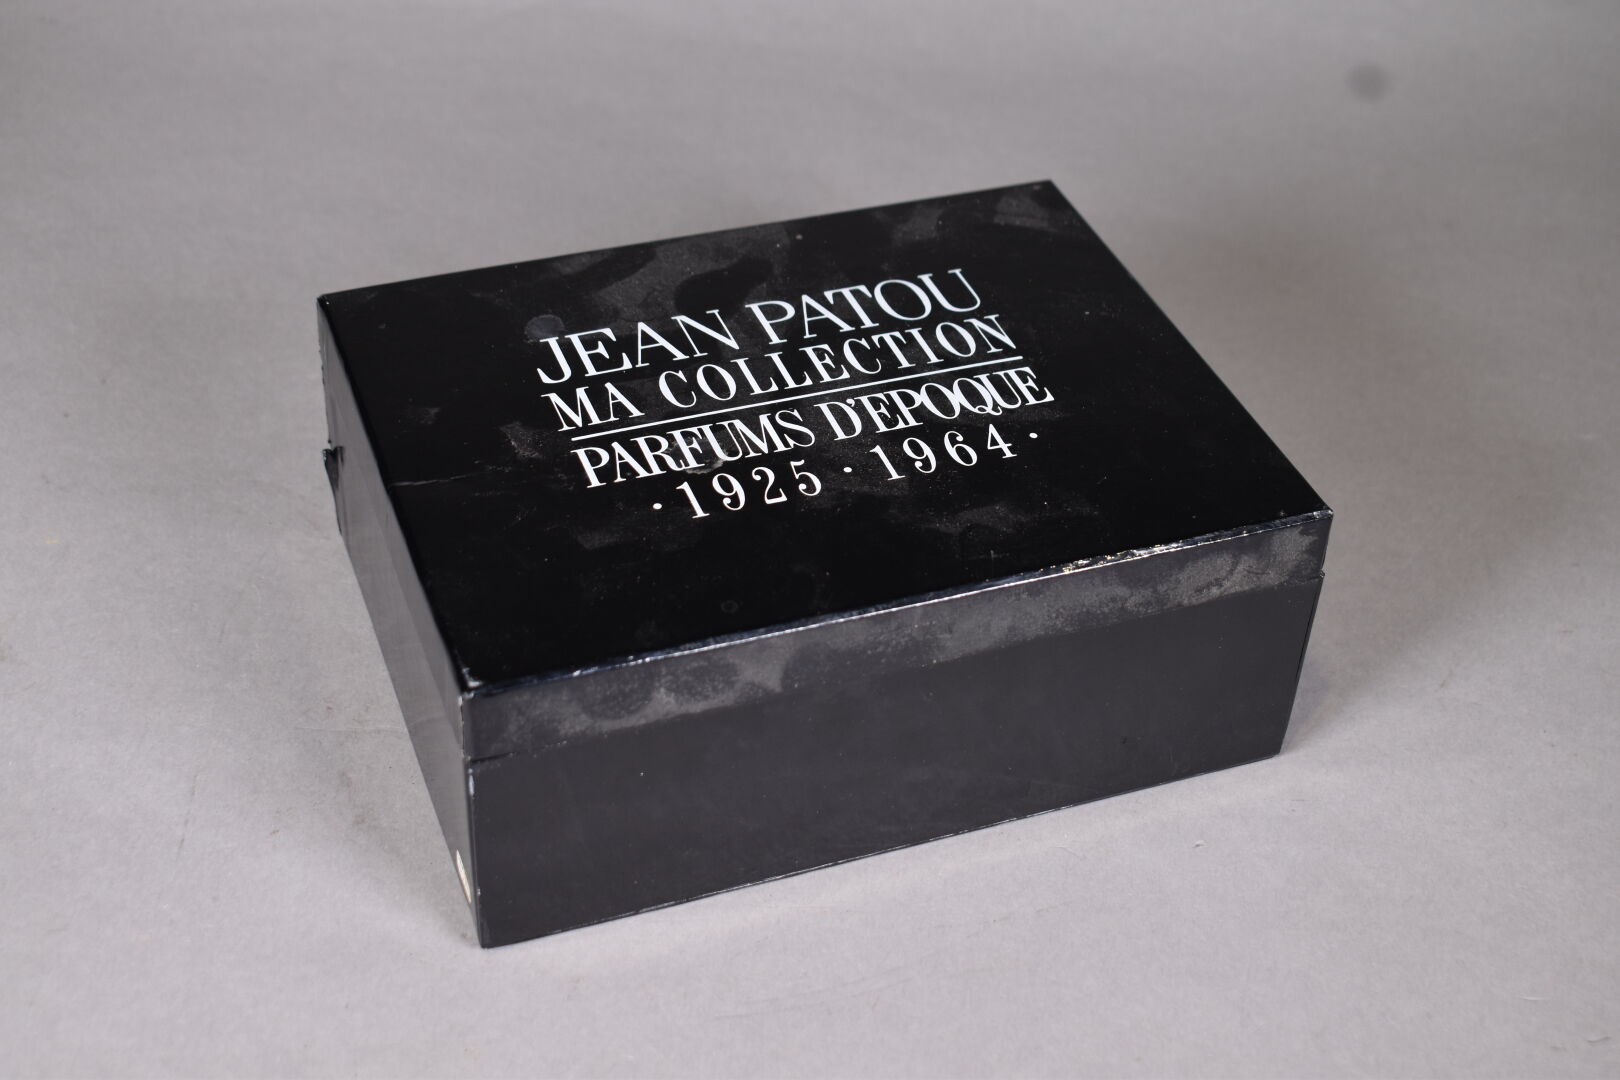 JEAN PATOU
MA COLLECTION
PARFUMS D'EPOQUE
· 1925 · 1964 ·